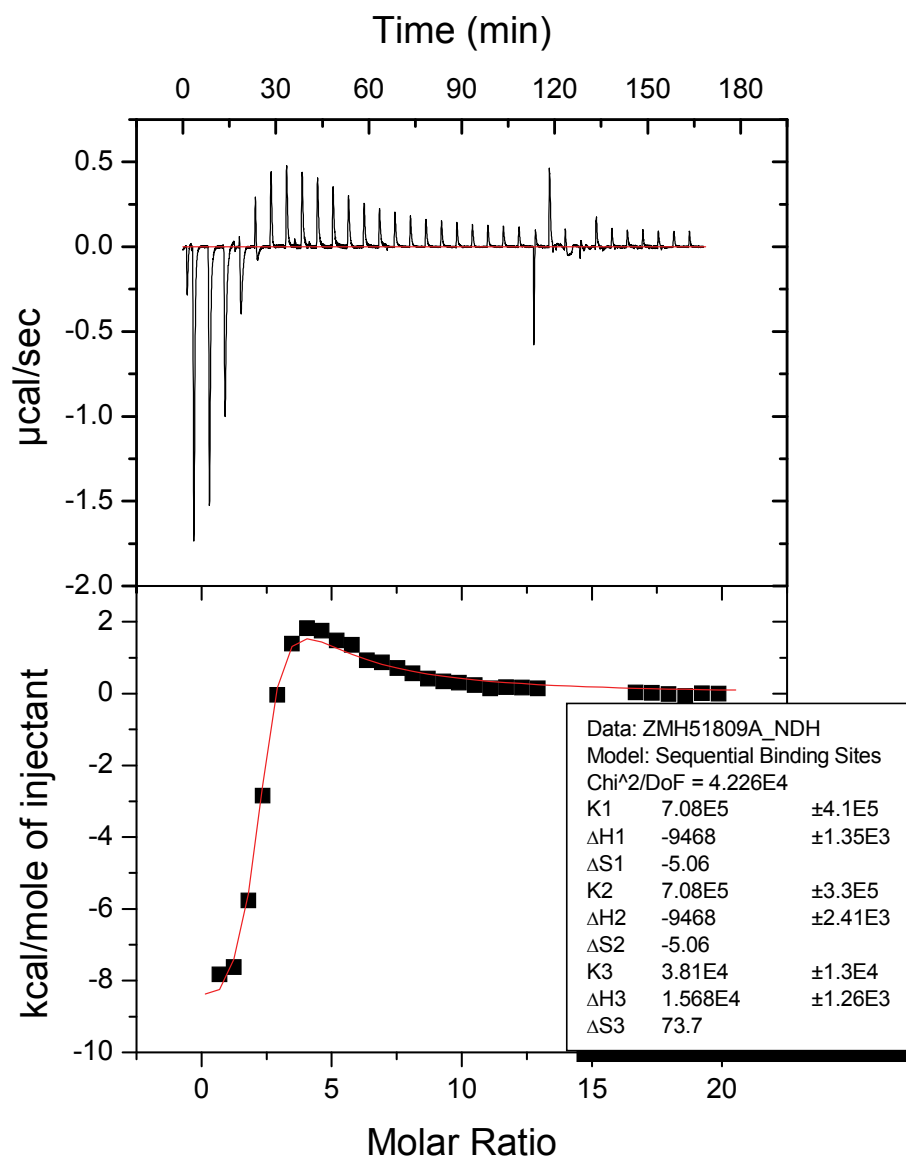 Time (min)
0 30 60 90 120 150 180
0.5
0.0
-0.5
-1.0
-1.5
-2.0
µcal/sec
2
0
-2
-4
-6
-8
-10
kcal/mole of injectant
Data: ZMH51809A_NDH
Model: Sequential Binding Sites
Chi^2/DoF = 4.226E4
K1 7.08E5 ±4.1E5
ΔH1 -9468 ±1.35E3
ΔS1 -5.06
K2 7.08E5 ±3.3E5
ΔH2 -9468 ±2.41E3
ΔS2 -5.06
K3 3.81E4 ±1.3E4
ΔH3 1.568E4 ±1.26E3
ΔS3 73.7
0 5 10 15 20
Molar Ratio